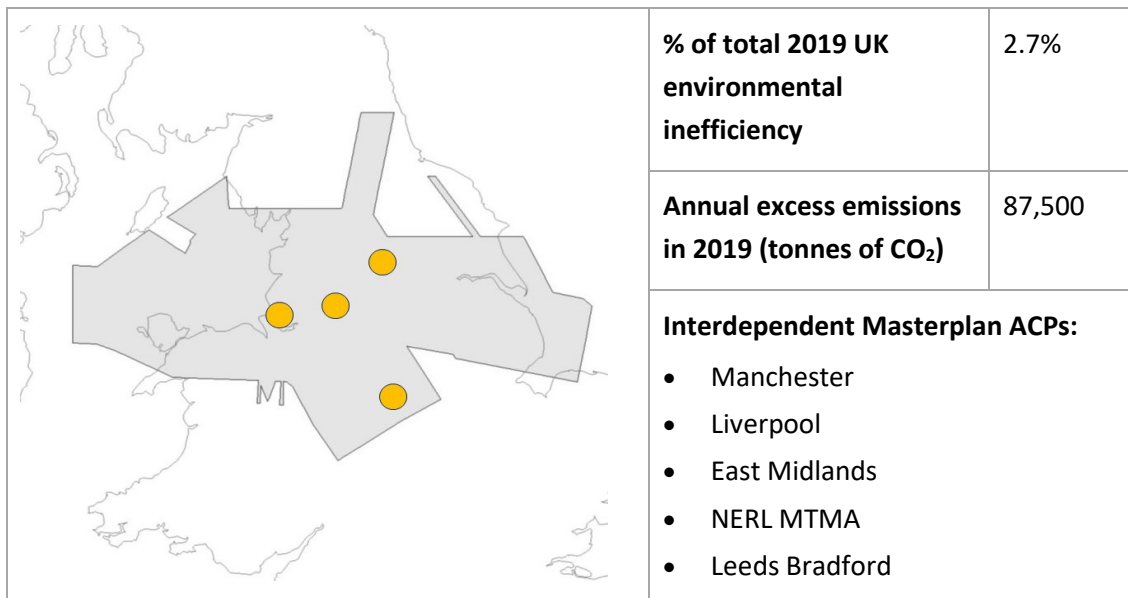 % of total 2019 UK
environmental
inefficiency
2.7%
Annual excess emissions
in 2019 (tonnes of CO₂)
87,500
Interdependent Masterplan ACPs:
• Manchester
• Liverpool
• East Midlands
• NERL MTMA
• Leeds Bradford